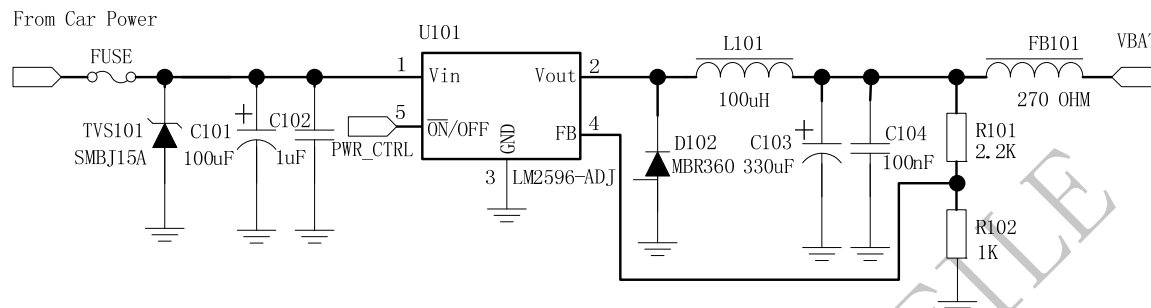 From Car Power
FUSE
TVS101
SMBJ15A
C101
100uF
C102
1uF
5
PWR_CTRL
U101
1
Vin
Vout
2
ON/OFF
FB
4
GND
3
LM2596-ADJ
D102
MBR360
L101
100uH
C103
330uF
C104
100nF
R101
2.2K
R102
1K
FB101
270 OHM
VBAT
FILE